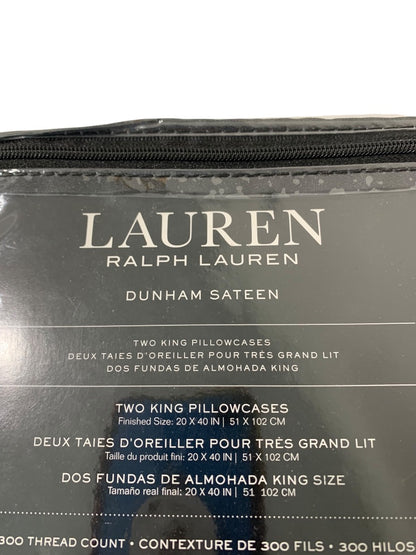 LAUREN
RALPH LAUREN
DUNHAM SATEEN
TWO KING PILLOWCASES
DEUX TAIES D'OREILLER POUR TRÈS GRAND LIT
DOS FUNDAS DE ALMOHADA KING
TWO KING PILLOWCASES
Finished Size: 20 X 40 IN | 51 X 102 CM
DEUX TAIES D'OREILLER POUR TRÈS GRAND LIT
Taille du produit fini: 20 X 40 IN | 51 X 102 CM
DOS FUNDAS DE ALMOHADA KING SIZE
Tamaño real final: 20 X 40 IN | 51 102 CM
300 THREAD COUNT • CONTEXTURE DE 300 FILS • 300 HILOS